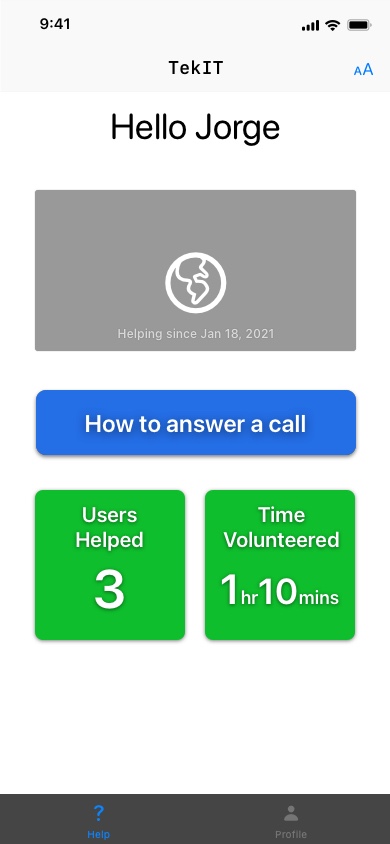 9:41
TekIT
AA
Hello Jorge
Helping since Jan 18, 2021
How to answer a call
Users
Helped
3
Time
Volunteered
1hr10mins
?
Help
Profile